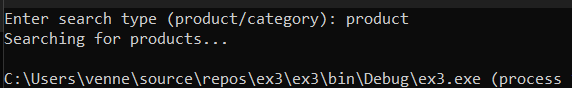 Enter search type (product/category): product
Searching for products...
C:\Users\venne\source\repos\ex3\ex3\bin\Debug\ex3.exe (process